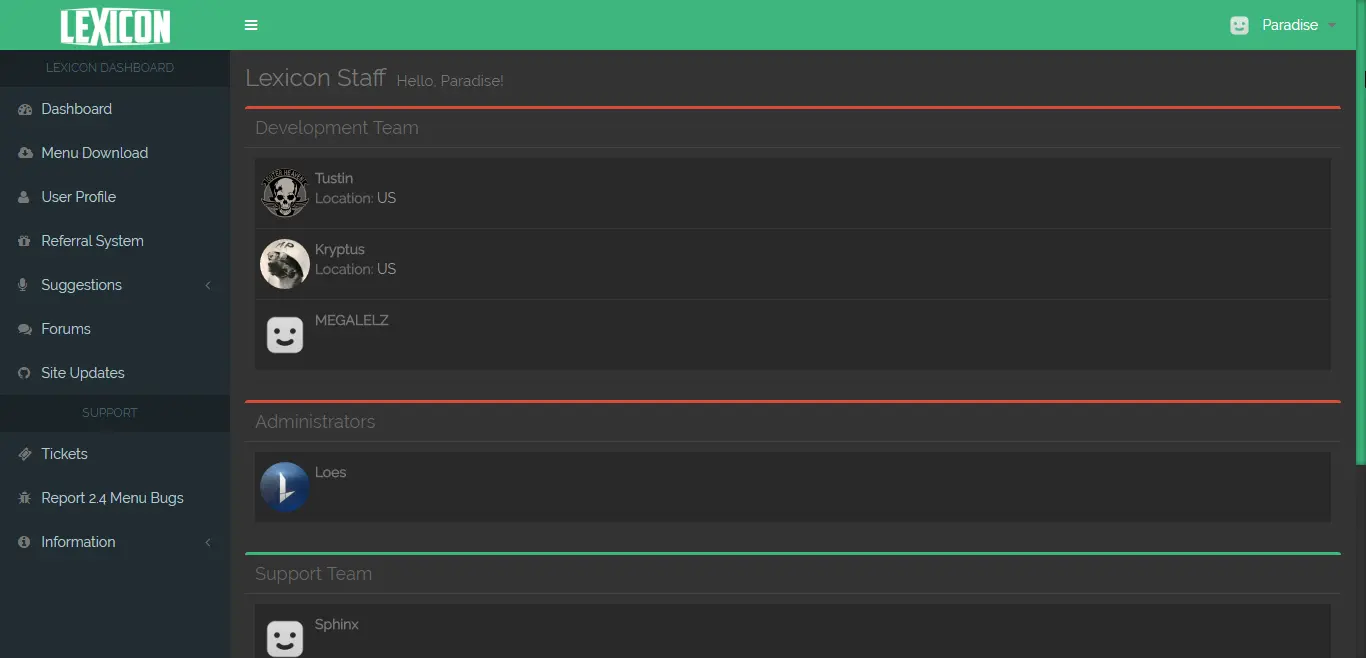 LEXICON
Paradise
LEXICON DASHBOARD
Dashboard
Menu Download
User Profile
Referral System
Suggestions
Forums
Site Updates
SUPPORT
Tickets
Report 2.4 Menu Bugs
Information
Lexicon Staff Hello, Paradise!
Development Team
OUTER HEAVEN
Tustin
Location: US
Kryptus
Location: US
MEGALELZ
Administrators
Loes
Support Team
Sphinx